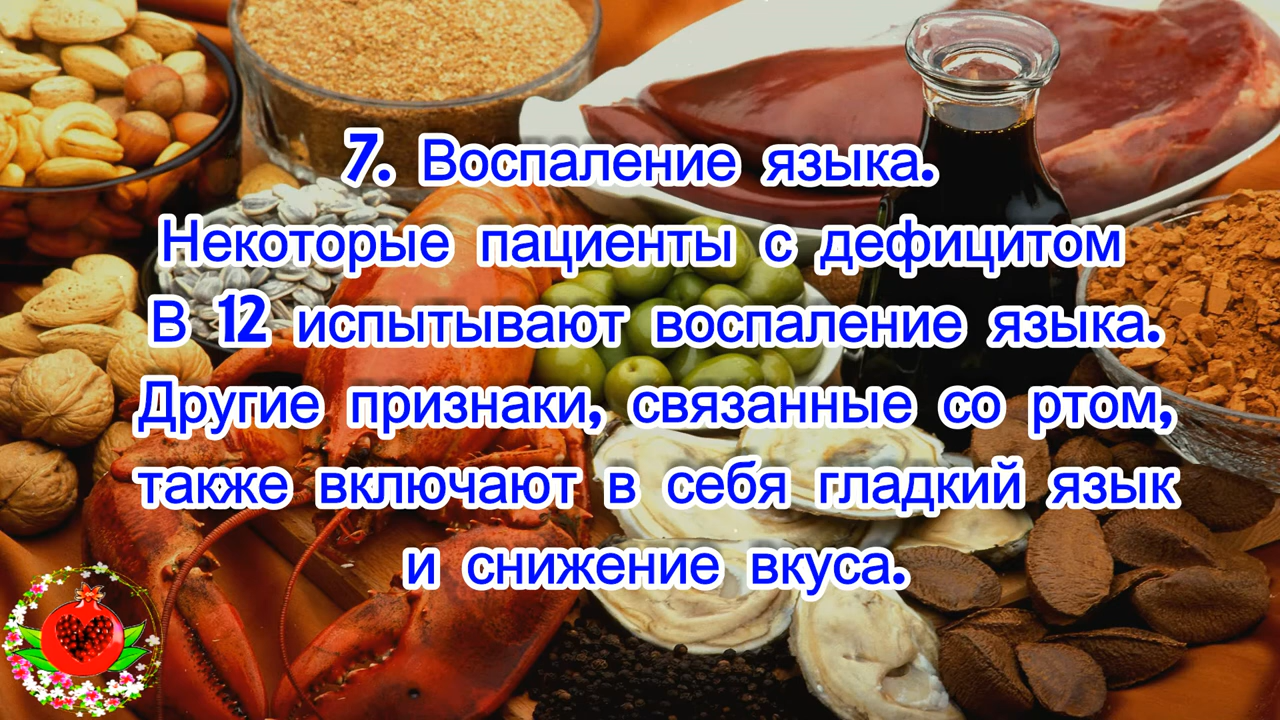 7. Воспаление языка.
Некоторые пациенты с дефицитом
В 12 испытывают воспаление языка.
Другие признаки, связанные со ртом,
также включают в себя гладкий язык
и снижение вкуса.